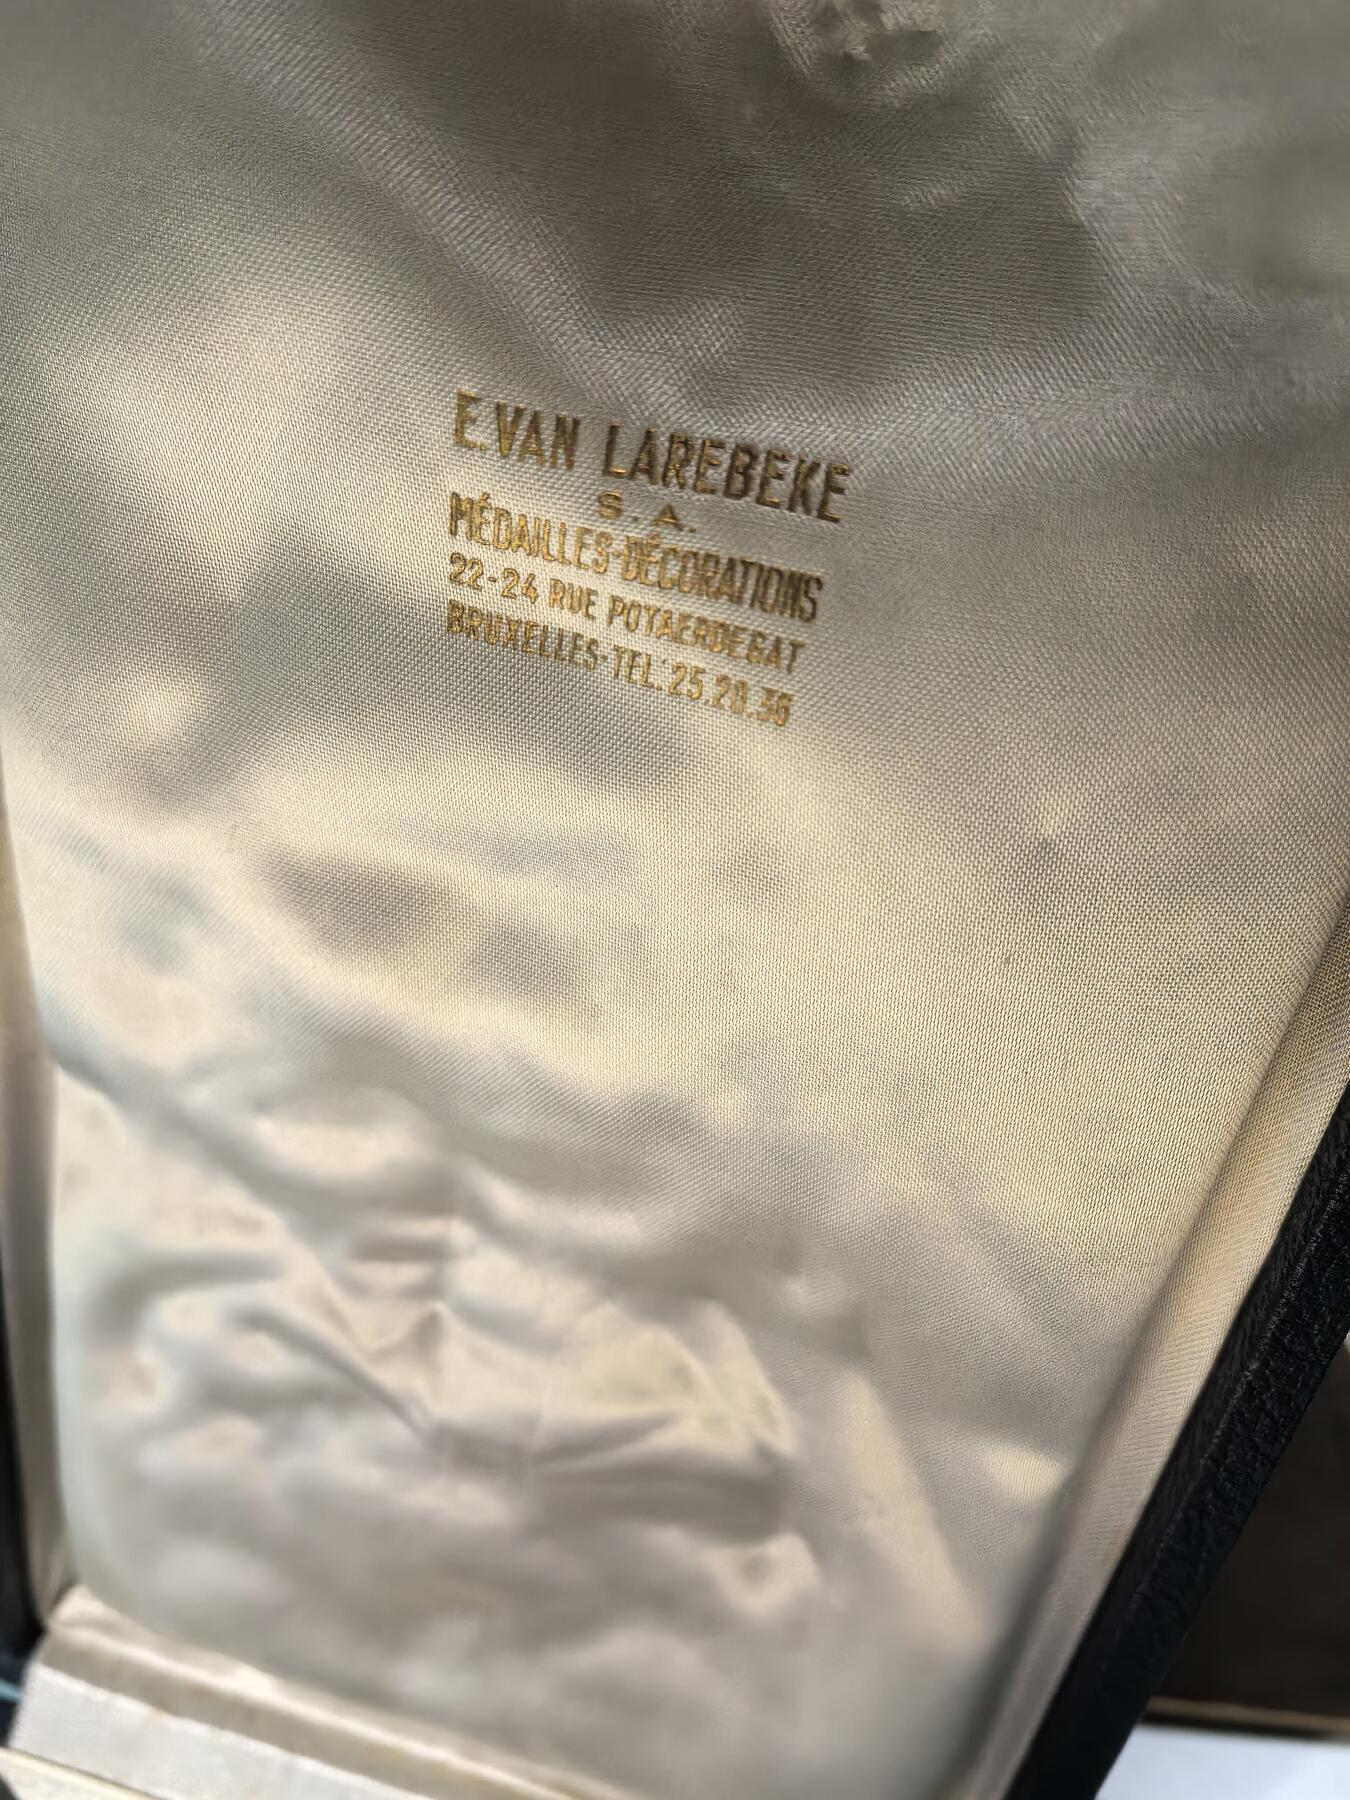 E.VAN LAREBEKE
S.A.
MÉDAILLES-DÉCORATIONS
22-24 RUE POTAERDEGAT
BRUXELLES-TEL.25.20.36